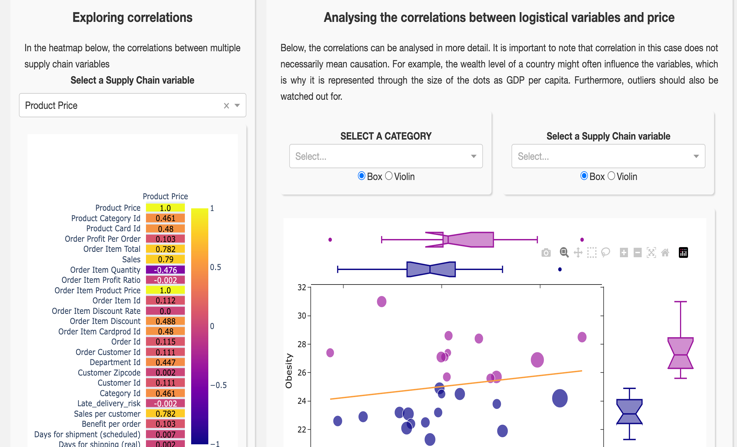 Exploring correlations
In the heatmap below, the correlations between multiple
supply chain variables
Select a Supply Chain variable
Product Price
Product Price
Product Price 1.0
Product Category Id 0.461
Product Card Id 0.48
Order Profit Per Order 0.103
Order Item Total 0.782
Sales 0.79
Order Item Quantity -0.476
Order Item Profit Ratio -0.002
Order Item Product Price 1.0
Order Item Id 0.112
Order Item Discount Rate 0.0
Order Item Discount 0.488
Order Item Cardprod Id 0.48
Order Id 0.115
Order Customer Id 0.111
Department Id 0.447
Customer Zipcode 0.002
Customer Id 0.111
Category Id 0.461
Late_delivery_risk -0.002
Sales per customer 0.782
Benefit per order 0.103
Days for shipment (scheduled) 0.007
Days for shipping (real) 0.002
1
0.5
0
−0.5
−1
Analysing the correlations between logistical variables and price
Below, the correlations can be analysed in more detail. It is important to note that correlation in this case does not
necessarily mean causation. For example, the wealth level of a country might often influence the variables, which
is why it is represented through the size of the dots as GDP per capita. Furthermore, outliers should also be
watched out for.
SELECT A CATEGORY
Select...
Box Violin
Select a Supply Chain variable
Select...
Box Violin
32
30
28
26
24
22
Obesity